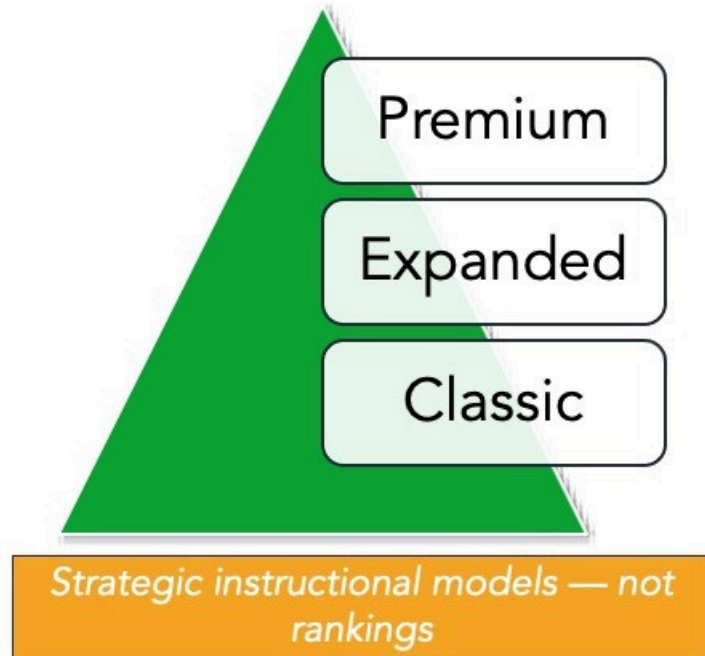 Premium
Expanded
Classic
Strategic instructional models — not
rankings